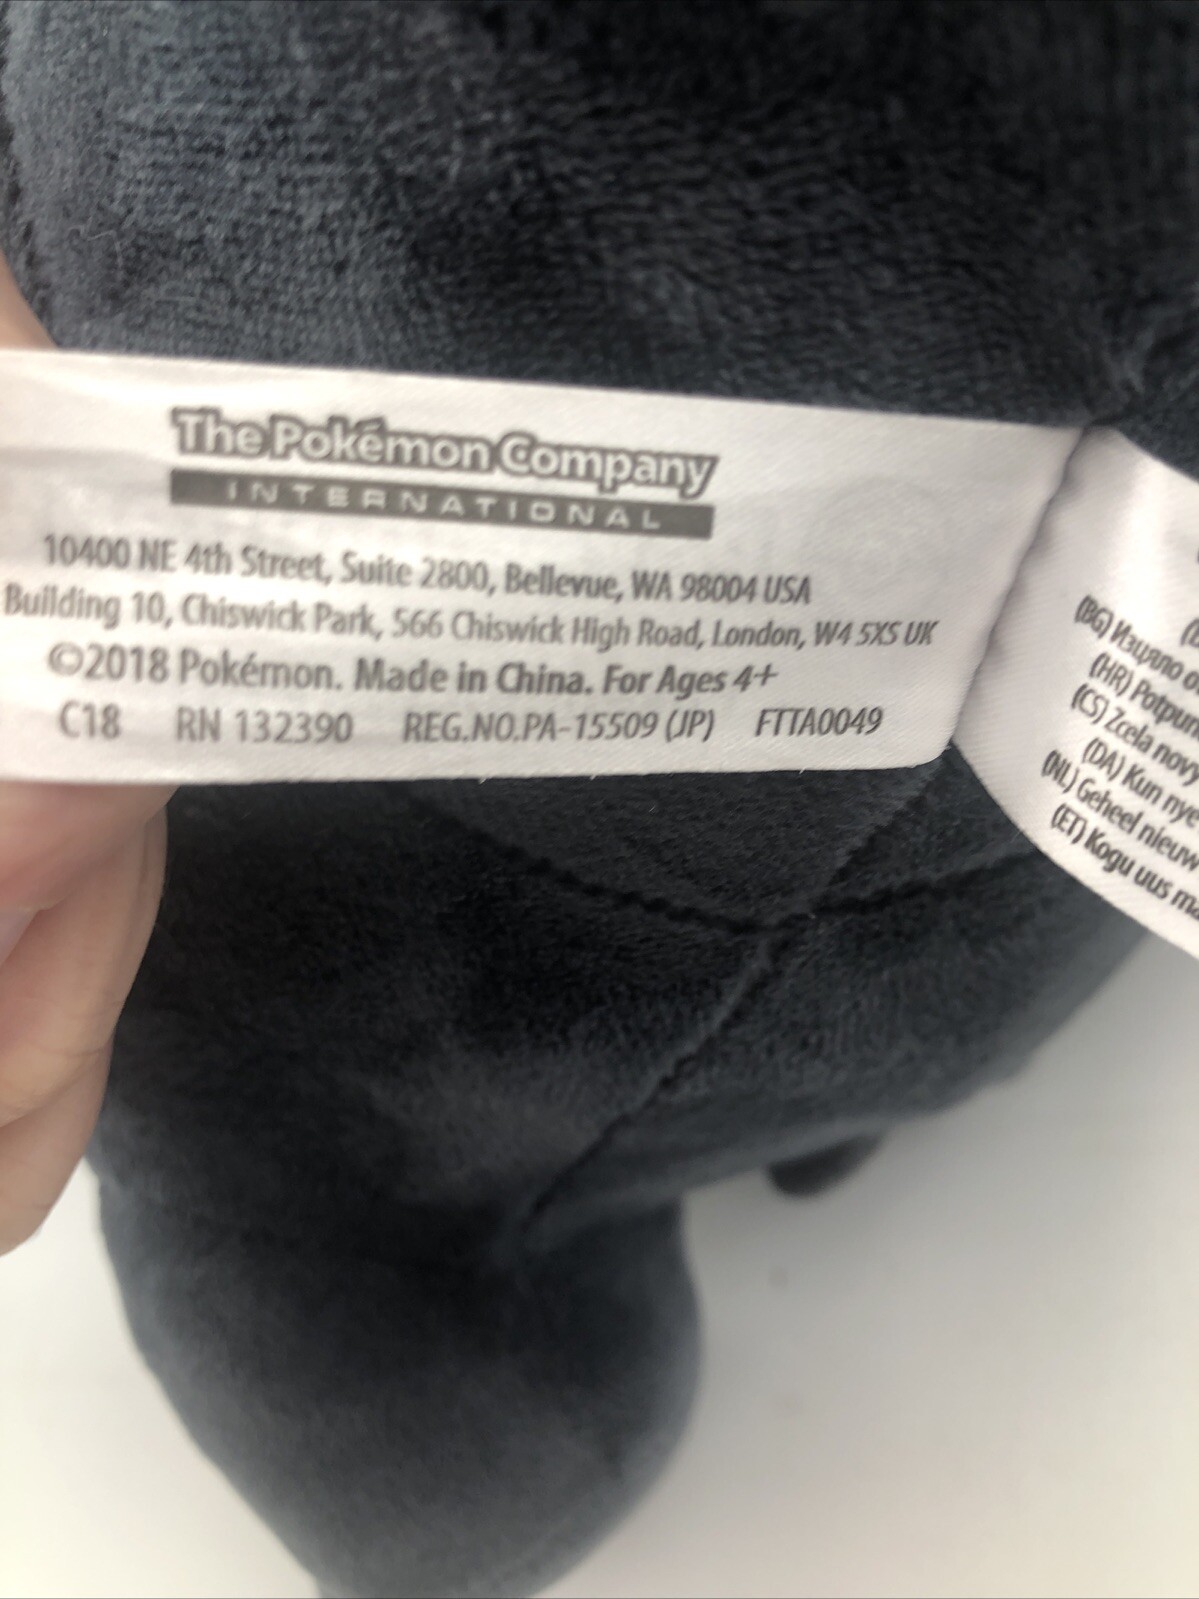 The Pokémon Company
INTERNATIONAL
10400 NE 4th Street, Suite 2800, Bellevue, WA 98004 USA
Building 10, Chiswick Park, 566 Chiswick High Road, London, W4 5XS UK
©2018 Pokémon. Made in China. For Ages 4+
C18 RN 132390 REG.NO.PA-15509 (JP) FTTA0049
(BG) Изцяло
(HR)
(CS) Zcela
(DA) Kun nye
(NL) Geheel nieuw
(ET) Kogu uus